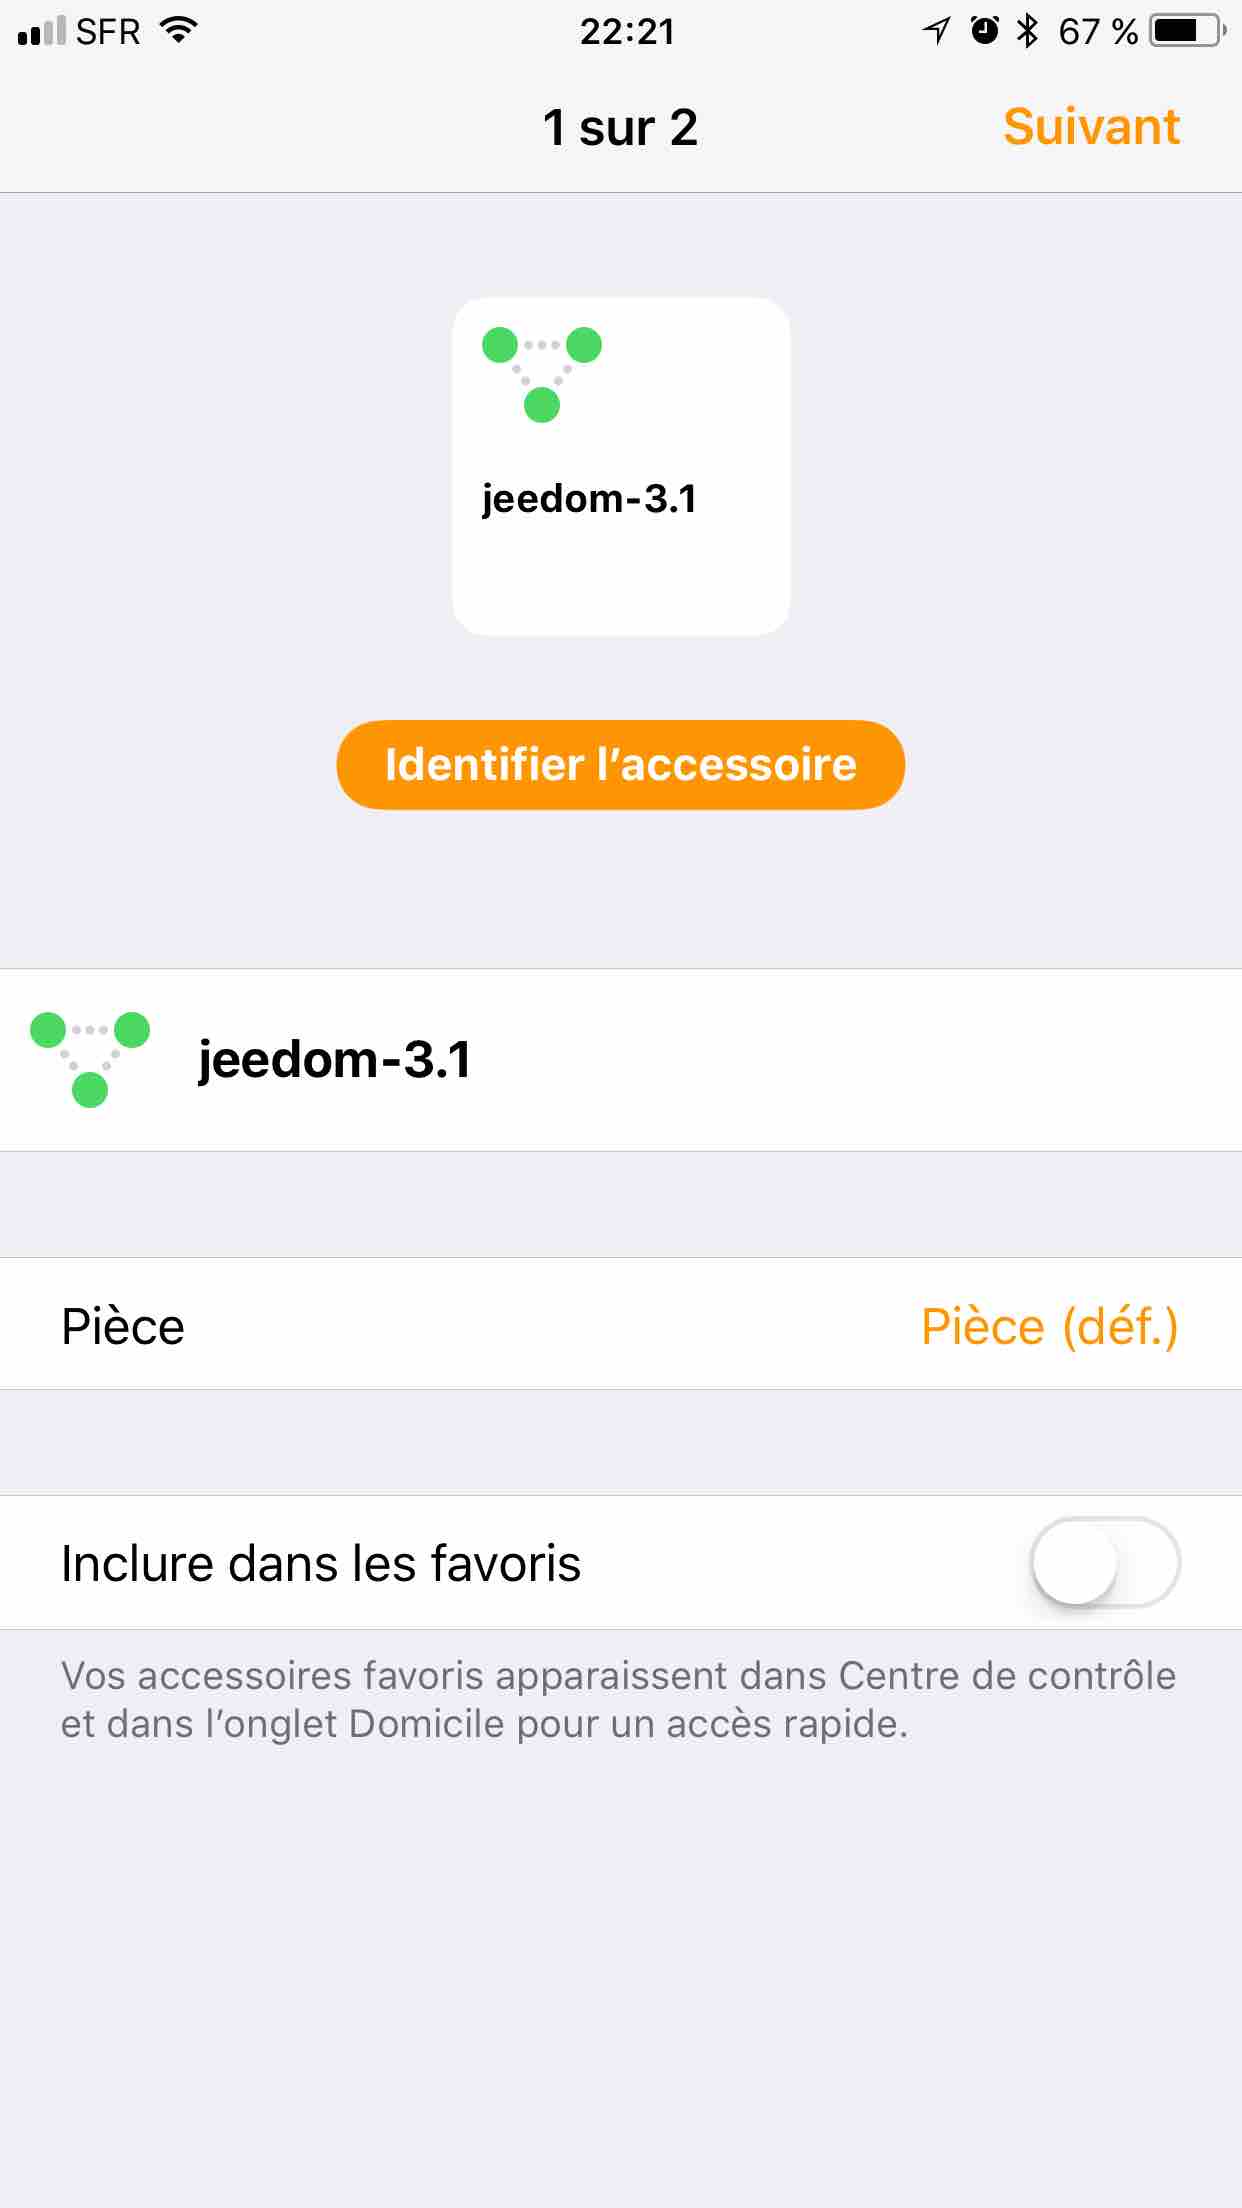 SFR 22:21 67 %
1 sur 2 Suivant
jeedom-3.1
Identifier l’accessoire
jeedom-3.1
Pièce Pièce (déf.)
Inclure dans les favoris
Vos accessoires favoris apparaissent dans Centre de contrôle
et dans l’onglet Domicile pour un accès rapide.